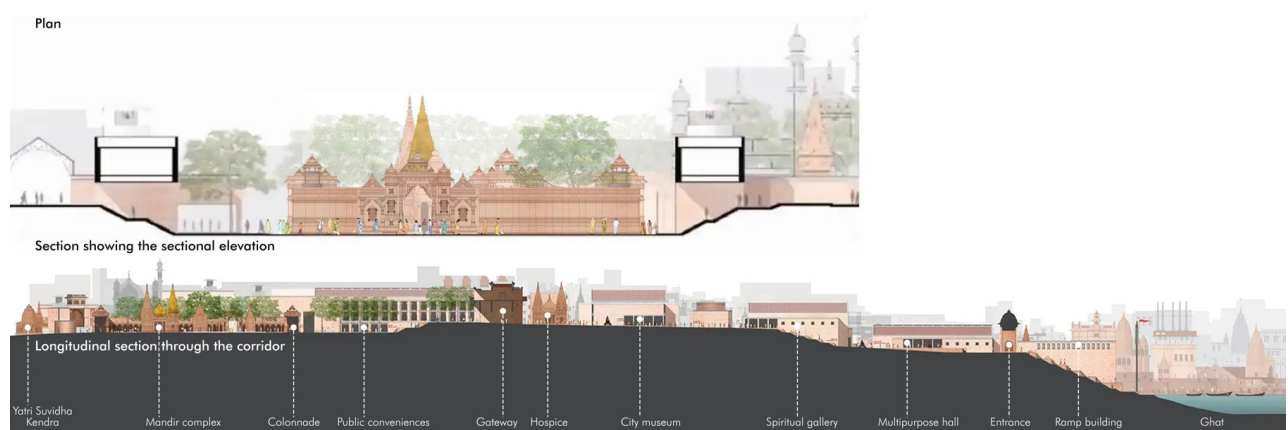 Plan
Section showing the sectional elevation
Longitudinal section through the corridor
Yatri Suvidha
Kendra
Mandir complex
Colonnade
Public conveniences
Gateway
Hospice
City museum
Spiritual gallery
Multipurpose hall
Entrance
Ramp building
Ghat